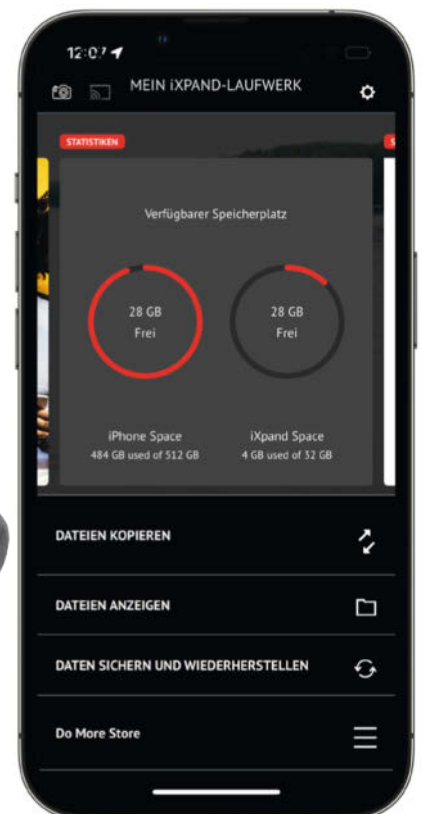 12:07
MEIN iXPAND-LAUFWERK
STATISTIKEN
S
Verfügbarer Speicherplatz
28 GB
Frei
28 GB
Frei
iPhone Space
484 GB used of 512 GB
iXpand Space
4 GB used of 32 GB
DATEIEN KOPIEREN
DATEIEN ANZEIGEN
DATEN SICHERN UND WIEDERHERSTELLEN
Do More Store